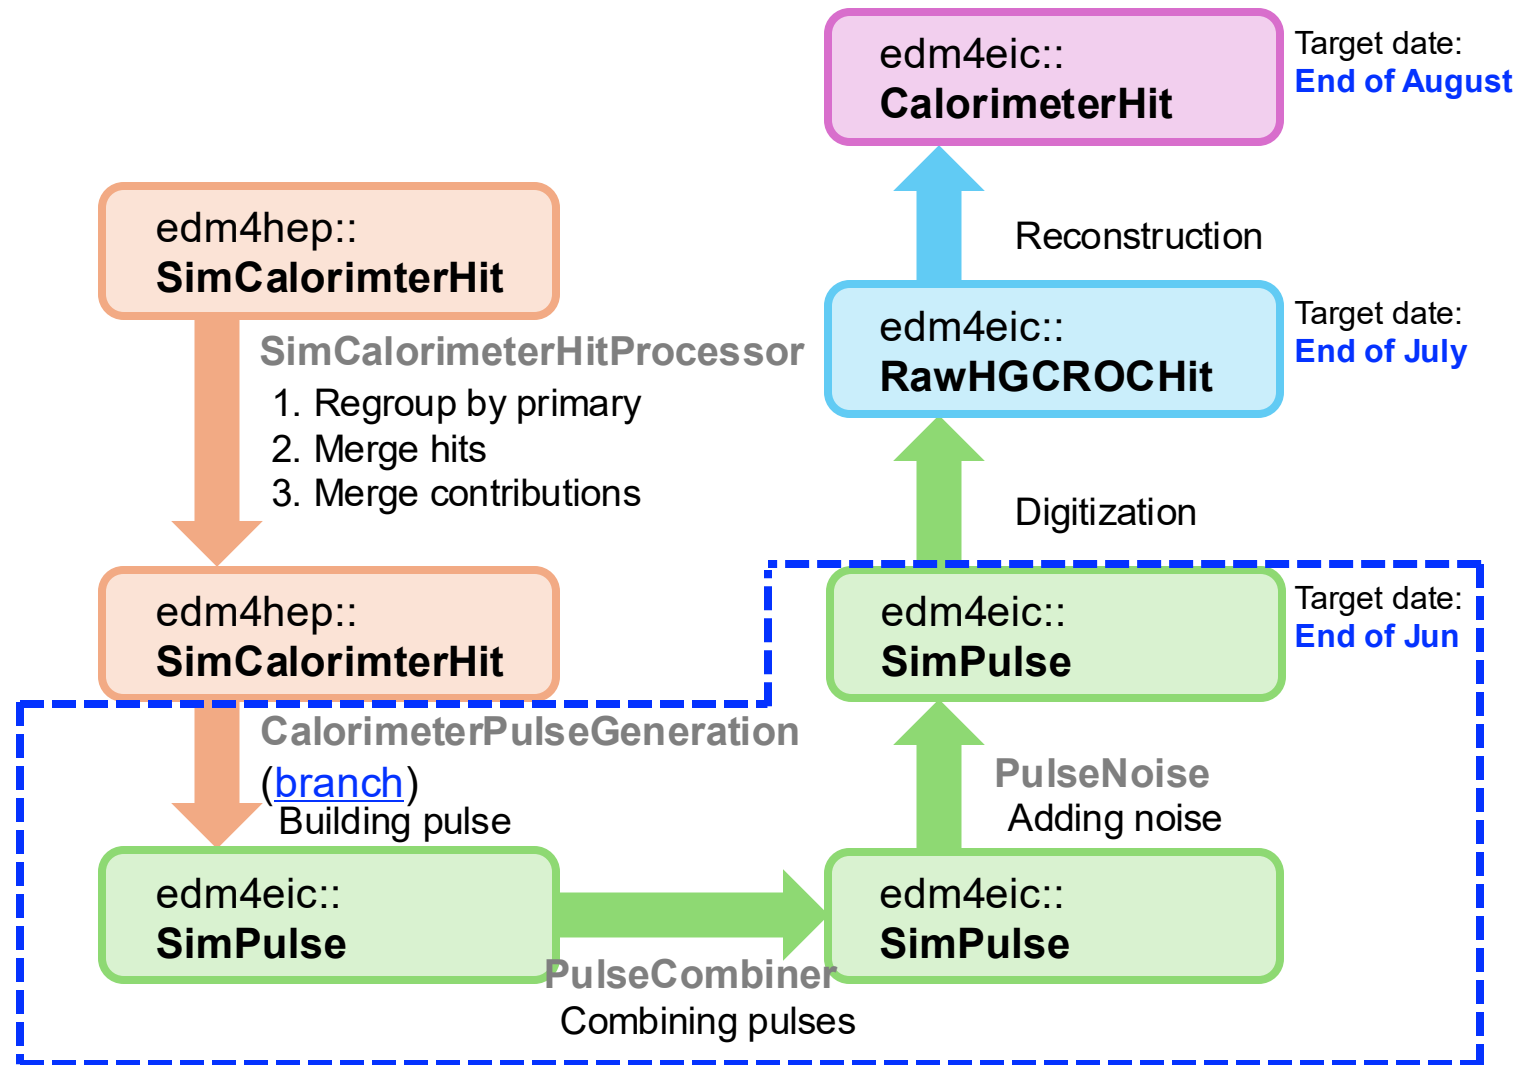 edm4hep::
SimCalorimterHit
SimCalorimeterHitProcessor
1. Regroup by primary
2. Merge hits
3. Merge contributions
edm4hep::
SimCalorimterHit
CalorimeterPulseGeneration
(branch)
Building pulse
edm4eic::
SimPulse
PulseCombiner
Combining pulses
edm4eic::
SimPulse
PulseNoise
Adding noise
edm4eic::
SimPulse
Target date:
End of Jun
Digitization
edm4eic::
RawHGCROCHit
Target date:
End of July
Reconstruction
edm4eic::
CalorimeterHit
Target date:
End of August